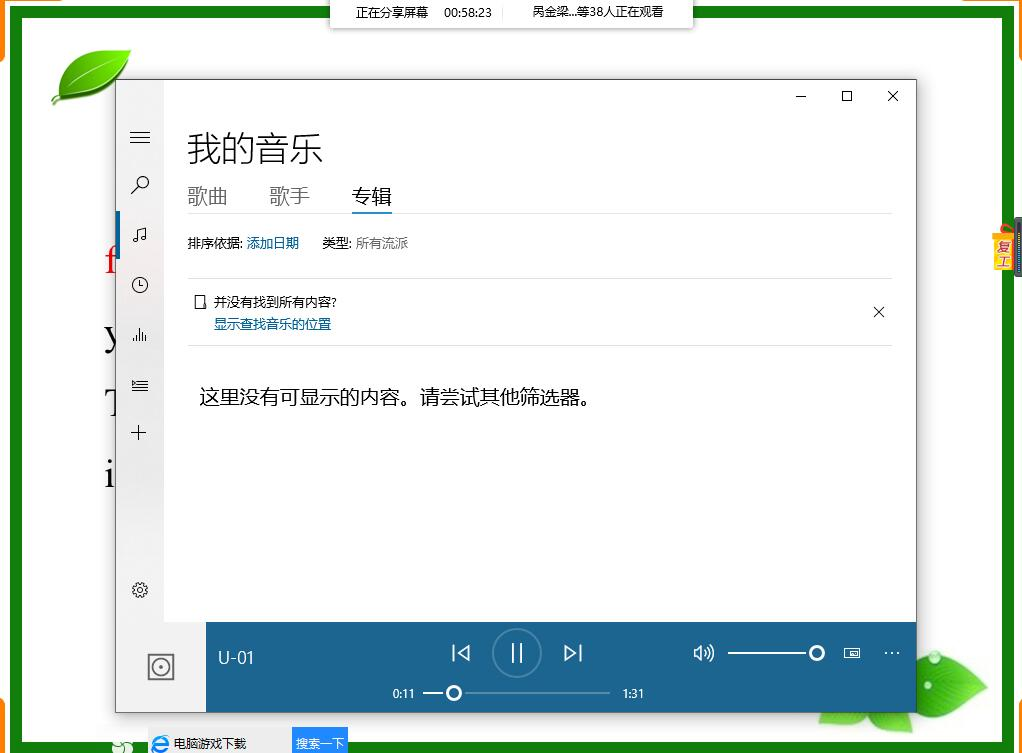 正在分享屏幕 00:58:23 呙金梁...等38人正在观看
我的音乐
歌曲 歌手 专辑
排序依据: 添加日期 类型: 所有流派
并没有找到所有内容?
显示查找音乐的位置
这里没有可显示的内容。请尝试其他筛选器。
f
y
T
i
复工
U-01
0:11 1:31
电脑游戏下载 搜索一下